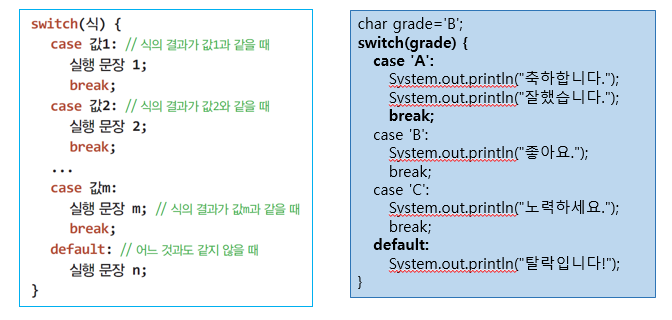 switch(식) {
case 값1: // 식의 결과가 값1과 같을 때
실행 문장 1;
break;
case 값2: // 식의 결과가 값2와 같을 때
실행 문장 2;
break;
...
case 값m:
실행 문장 m; // 식의 결과가 값m과 같을 때
break;
default: // 어느 것과도 같지 않을 때
실행 문장 n;
}
char grade='B';
switch(grade) {
case 'A':
System.out.println("축하합니다.");
System.out.println("잘했습니다.");
break;
case 'B':
System.out.println("좋아요.");
break;
case 'C':
System.out.println("노력하세요.");
break;
default:
System.out.println("탈락입니다!");
}